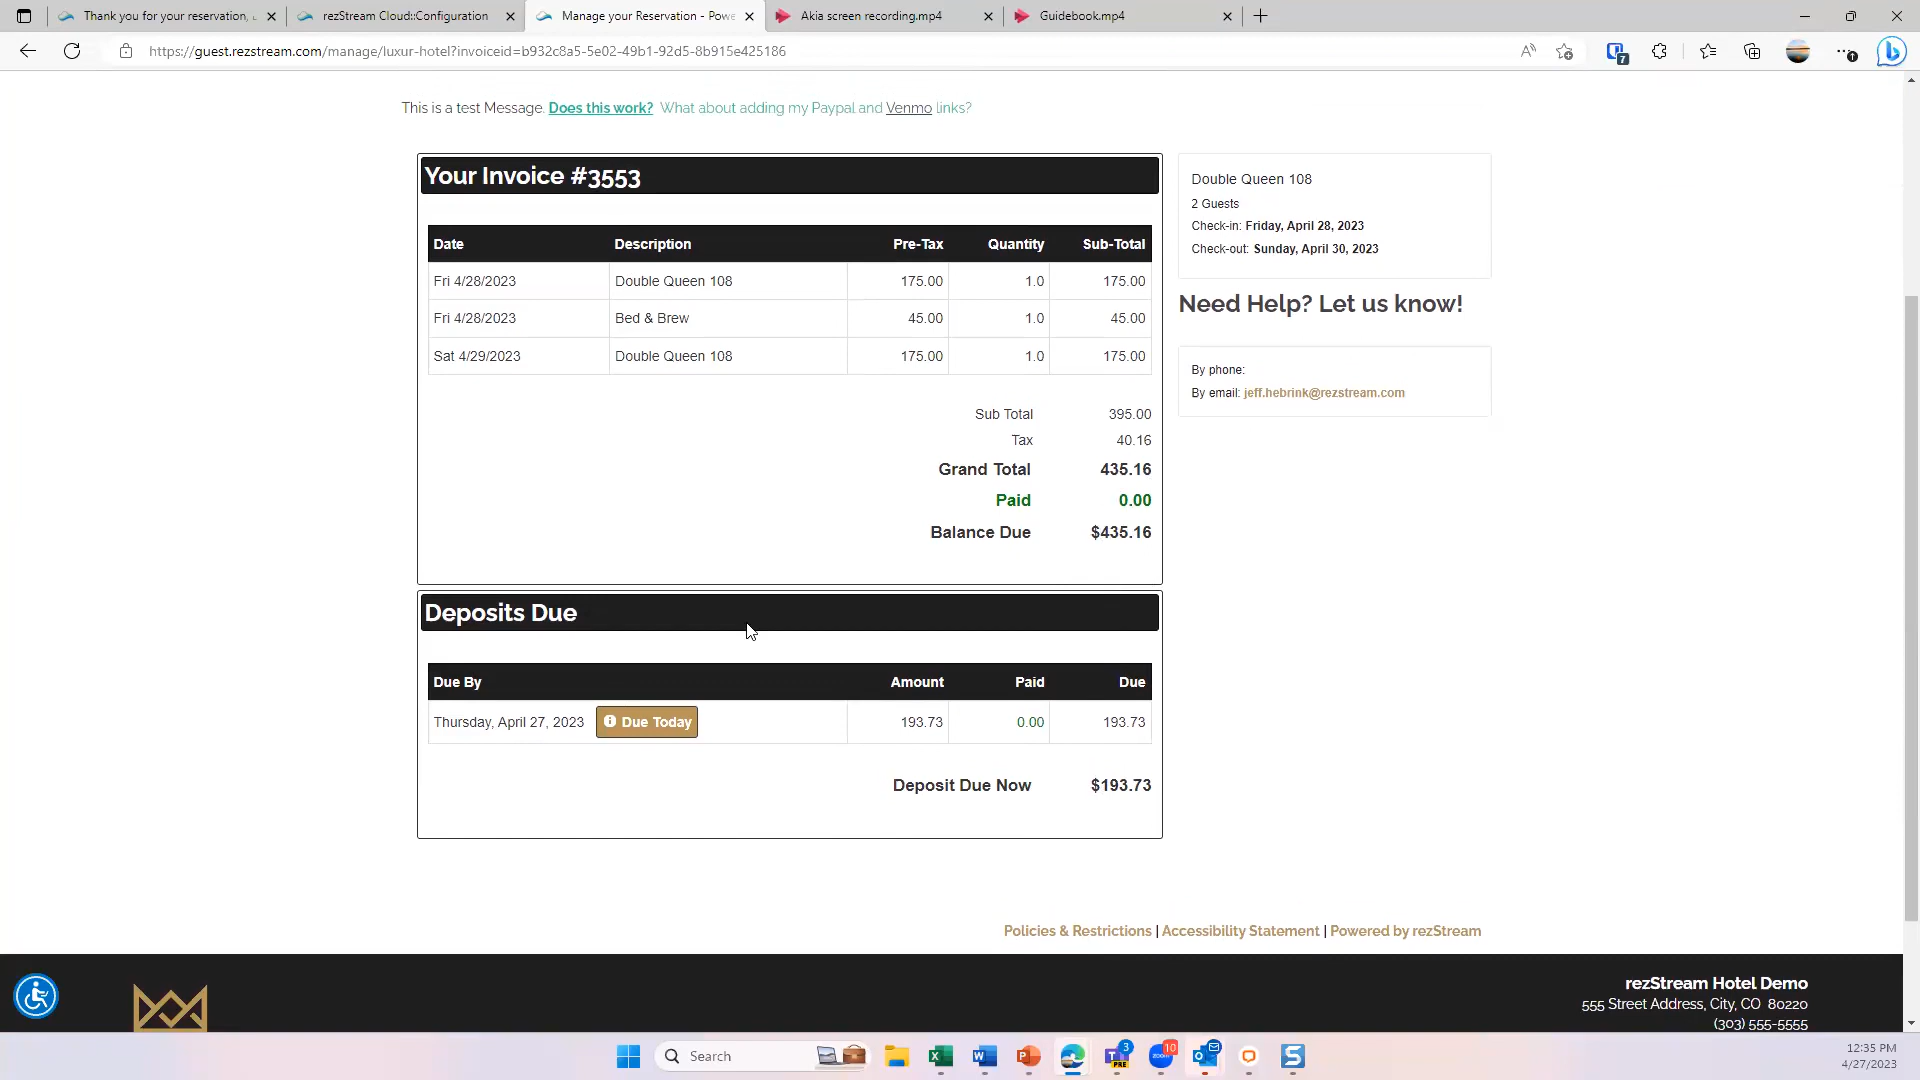 Thank you for your reservation,
rezStream Cloud::Configuration
Manage your Reservation - Powe
Akia screen recording.mp4
Guidebook.mp4
https://guest.rezstream.com/manage/luxur-hotel?invoiceid=b932c8a5-5e02-49b1-92d5-8b915e425186
7
This is a test Message. Does this work? What about adding my Paypal and Venmo links?
Your Invoice #3553
Date Description Pre-Tax Quantity Sub-Total
Fri 4/28/2023 Double Queen 108 175.00 1.0 175.00
Fri 4/28/2023 Bed & Brew 45.00 1.0 45.00
Sat 4/29/2023 Double Queen 108 175.00 1.0 175.00
Sub Total 395.00
Tax 40.16
Grand Total 435.16
Paid 0.00
Balance Due $435.16
Double Queen 108
2 Guests
Check-in: Friday, April 28, 2023
Check-out: Sunday, April 30, 2023
Need Help? Let us know!
By phone:
By email: jeff.hebrink@rezstream.com
Deposits Due
Due By Amount Paid Due
Thursday, April 27, 2023 Due Today 193.73 0.00 193.73
Deposit Due Now $193.73
Policies & Restrictions | Accessibility Statement | Powered by rezStream
rezStream Hotel Demo
555 Street Address, City, CO 80220
(303) 555-5555
Search
3
10
12:35 PM
4/27/2023